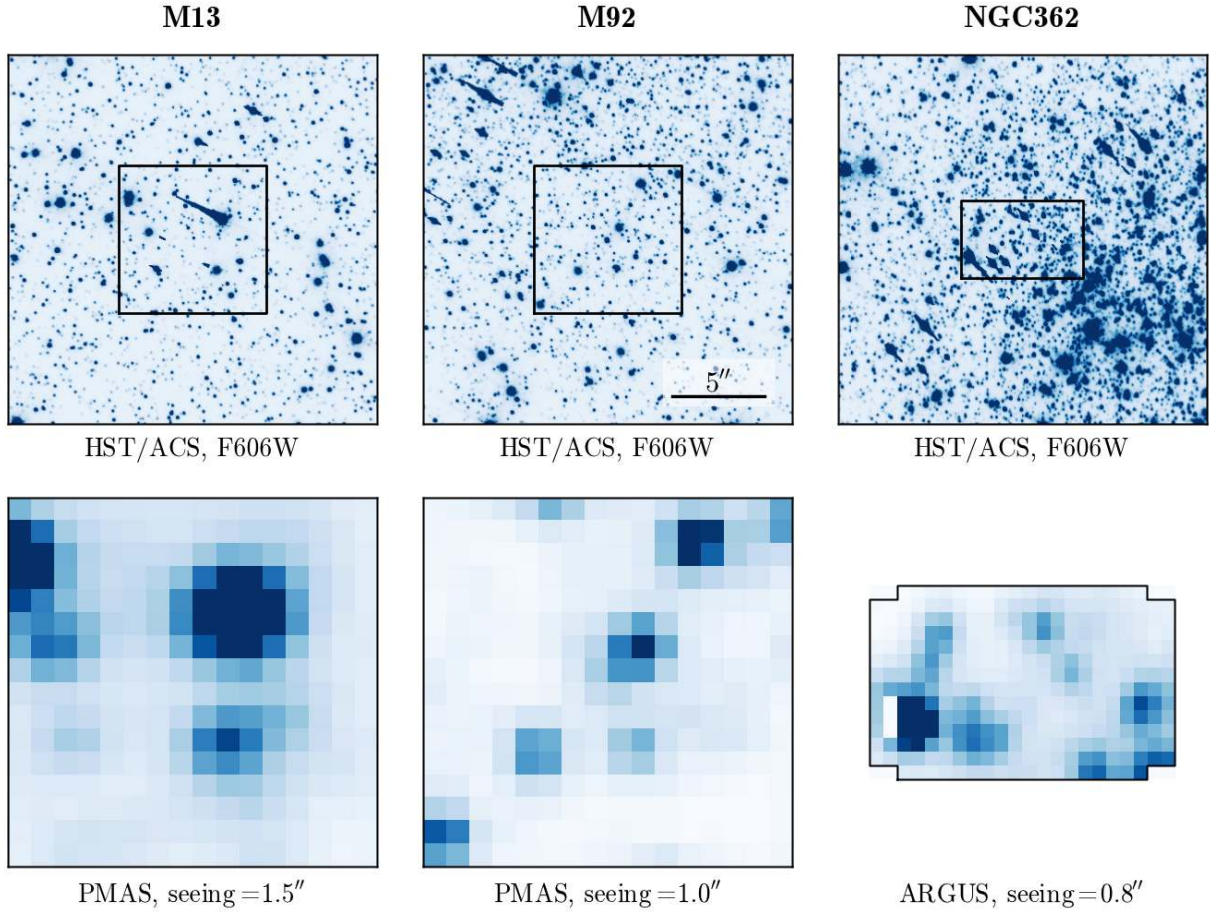 M13
M92
NGC362
5″
HST/ACS, F606W
HST/ACS, F606W
HST/ACS, F606W
PMAS, seeing=1.5″
PMAS, seeing=1.0″
ARGUS, seeing=0.8″